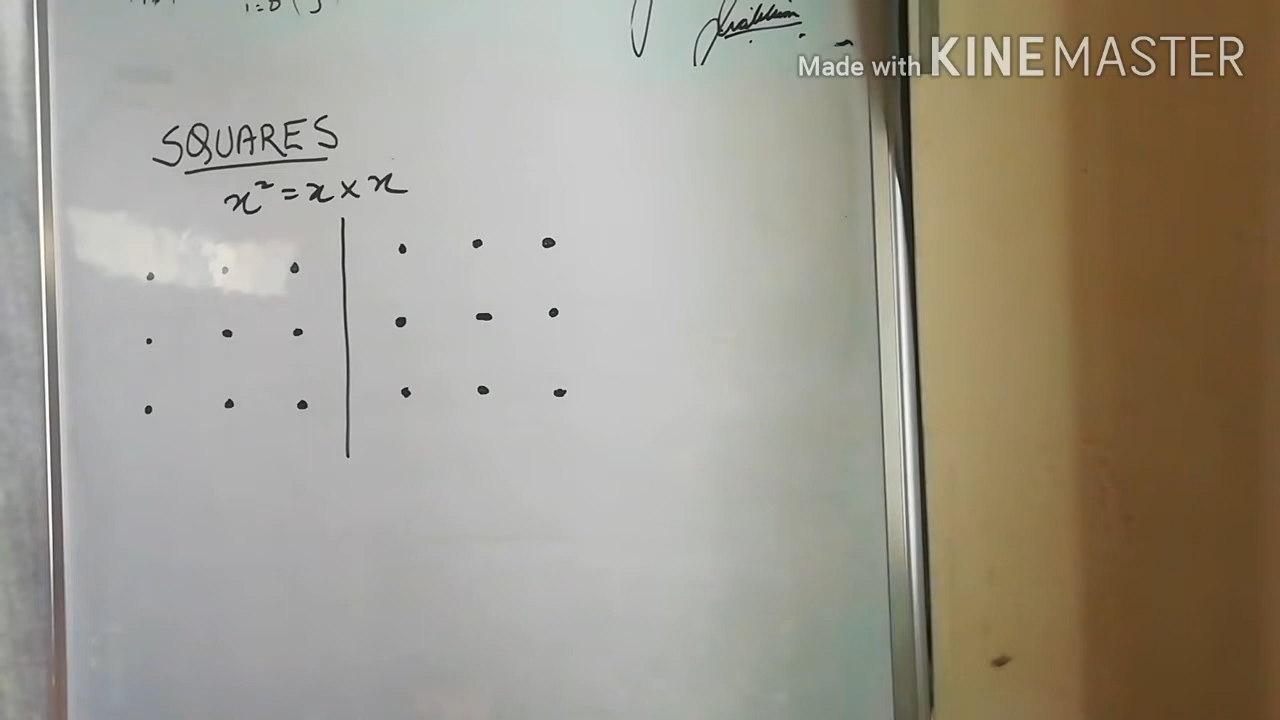 Made with KINEMASTER
SQUARES
x² = x × x